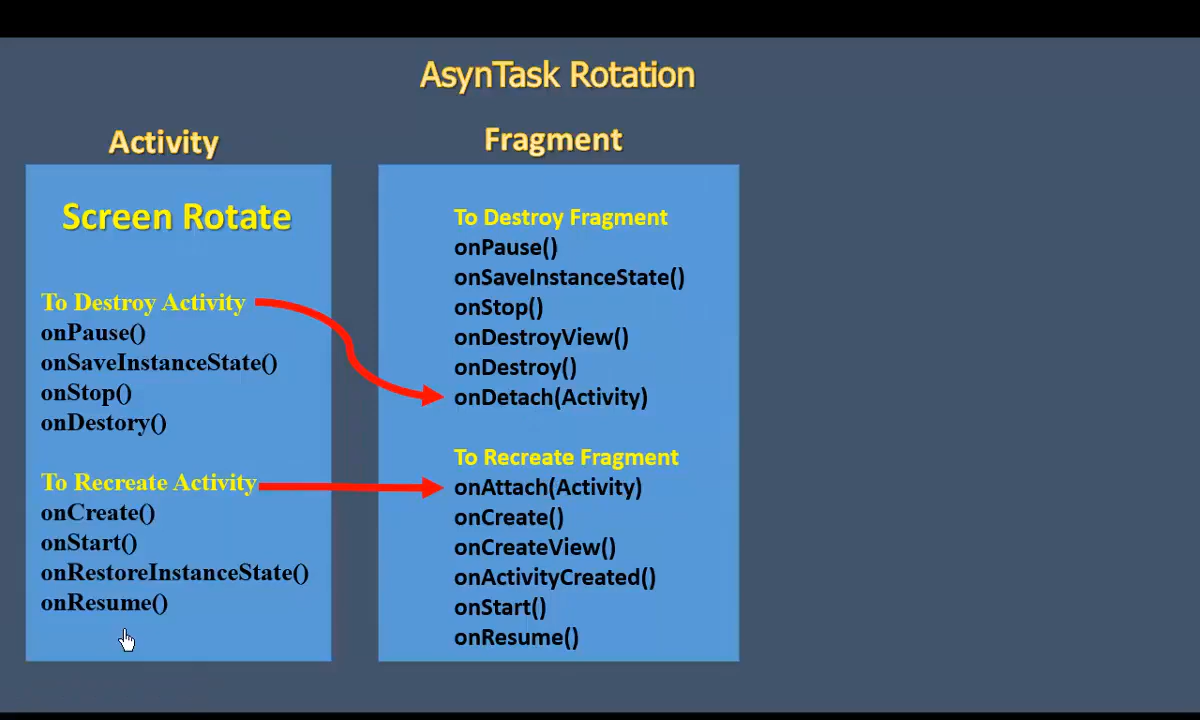 AsynTask Rotation
Activity
Screen Rotate
To Destroy Activity
onPause()
onSaveInstanceState()
onStop()
onDestory()
To Recreate Activity
onCreate()
onStart()
onRestoreInstanceState()
onResume()
Fragment
To Destroy Fragment
onPause()
onSaveInstanceState()
onStop()
onDestroyView()
onDestroy()
onDetach(Activity)
To Recreate Fragment
onAttach(Activity)
onCreate()
onCreateView()
onActivityCreated()
onStart()
onResume()